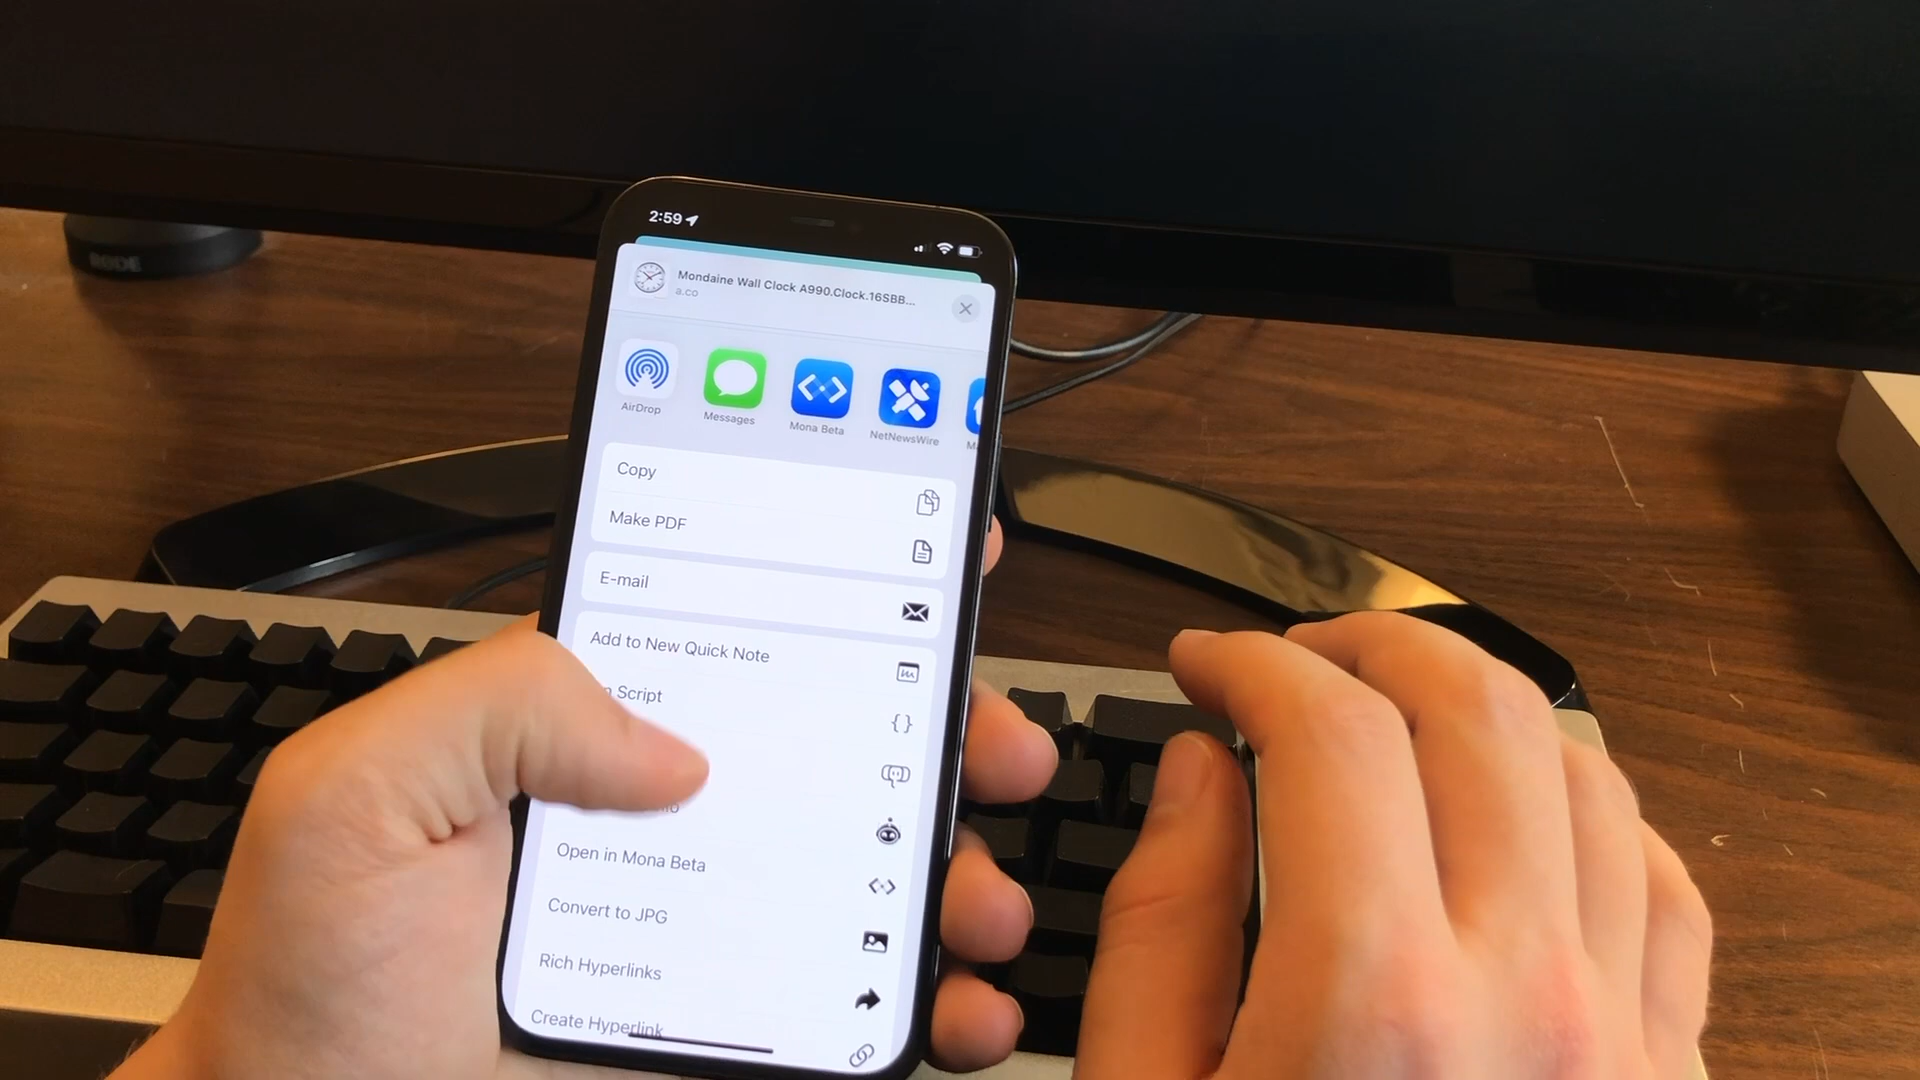 2:59
Mondaine Wall Clock A990.Clock.16SBB...
a.co
AirDrop
Messages
Mona Beta
NetNewsWire
Copy
Make PDF
E-mail
Add to New Quick Note
Script
Open in Mona Beta
Convert to JPG
Rich Hyperlinks
Create Hyperlink
RODE